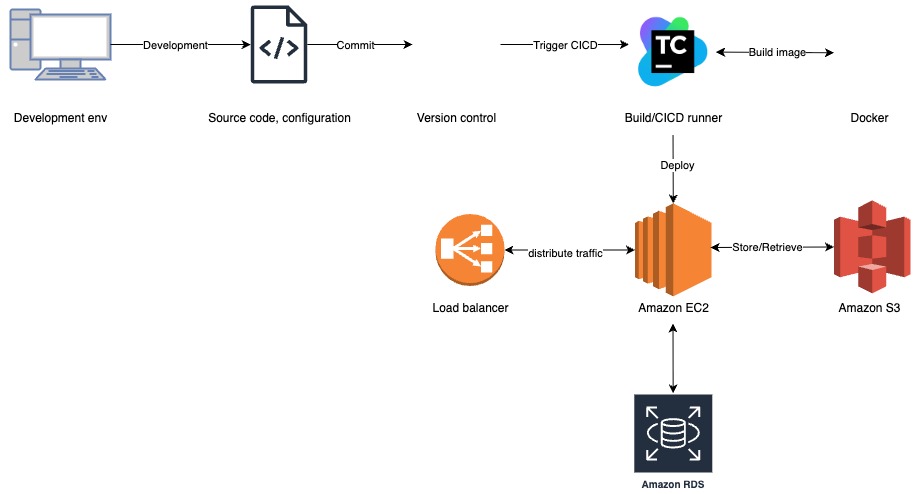 Development
</>
Commit
Trigger CICD
TC
Build image
Development env
Source code, configuration
Version control
Build/CICD runner
Docker
Deploy
distribute traffic
Store/Retrieve
Load balancer
Amazon EC2
Amazon S3
Amazon RDS